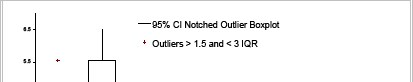 95% CI Notched Outlier Boxplot
Outliers > 1.5 and < 3 IQR
6.5
5.5